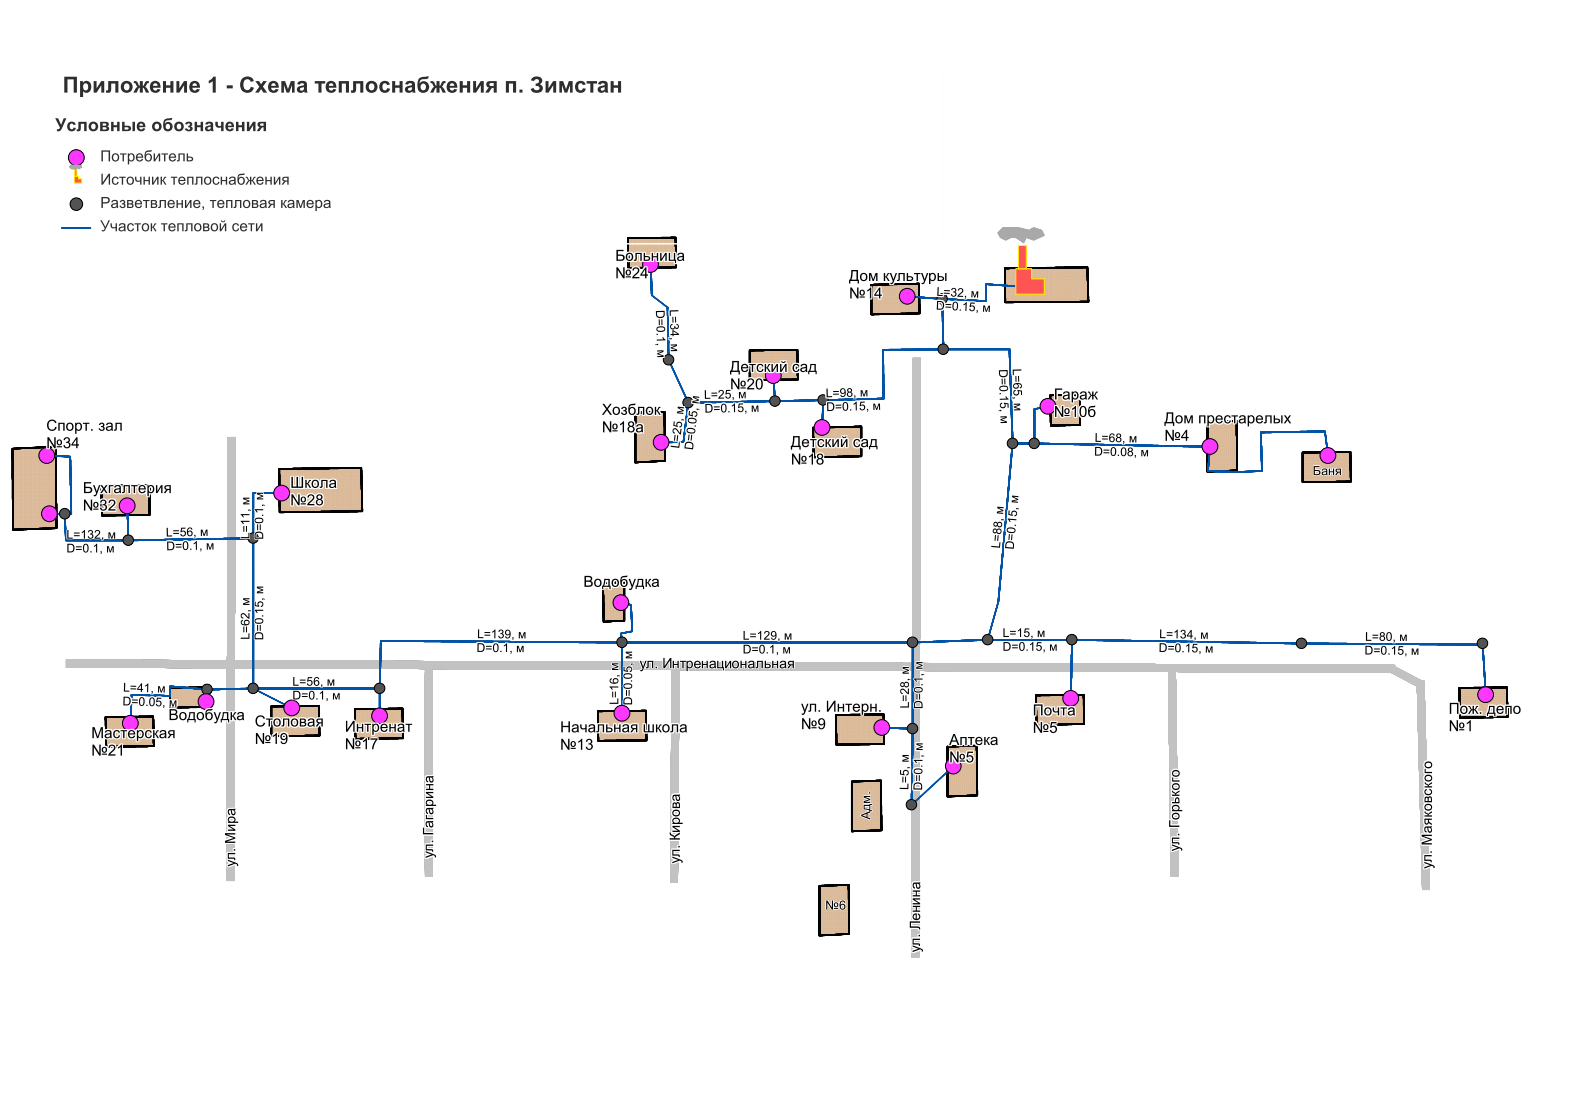 Приложение 1 - Схема теплоснабжения п. Зимстан
Условные обозначения
Потребитель
Источник теплоснабжения
Разветвление, тепловая камера
Участок тепловой сети
Больница
№24
L=34, м
D=0.1, м
Дом культуры
№14
L=32, м
D=0.15, м
Детский сад
№20
L=25, м
D=0.15, м
L=98, м
D=0.15, м
Хозблок
№18а
L=25, м
D=0.05, м
Детский сад
№18
L=65, м
D=0.15, м
Гараж
№10б
Дом престарелых
№4
L=68, м
D=0.08, м
Баня
Спорт. зал
№34
Бухгалтерия
№32
L=132, м
D=0.1, м
L=56, м
D=0.1, м
Школа
№28
L=11, м
D=0.1, м
L=88, м
D=0.15, м
L=62, м
D=0.15, м
Водобудка
L=139, м
D=0.1, м
L=129, м
D=0.1, м
L=15, м
D=0.15, м
L=134, м
D=0.15, м
L=80, м
D=0.15, м
ул. Интренациональная
L=16, м
D=0.05, м
L=28, м
D=0.1, м
L=41, м
D=0.05, м
Водобудка
Мастерская
№21
L=56, м
D=0.1, м
Столовая
№19
Интренат
№17
Начальная школа
№13
ул. Интерн.
№9
Почта
№5
Пож. депо
№1
Аптека
№5
L=5, м
D=0.1, м
Адм.
№6
ул. Мира
ул. Гагарина
ул. Кирова
ул. Ленина
ул. Горького
ул. Маяковского